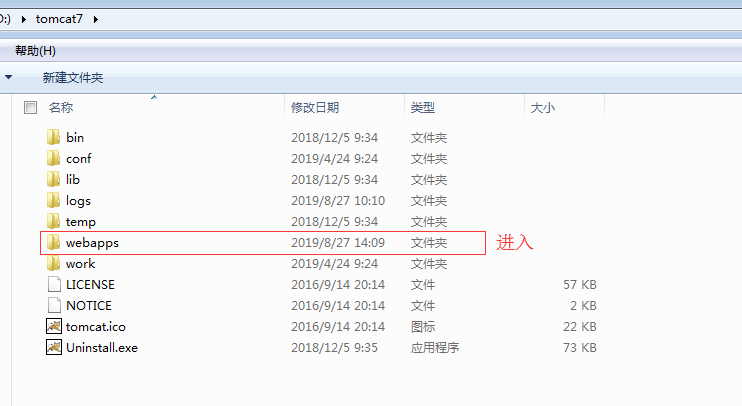 D:) ▸ tomcat7 ▸
帮助(H)
新建文件夹
名称 修改日期 类型 大小
bin 2018/12/5 9:34 文件夹
conf 2019/4/24 9:24 文件夹
lib 2018/12/5 9:34 文件夹
logs 2019/8/27 10:10 文件夹
temp 2018/12/5 9:34 文件夹
webapps 2019/8/27 14:09 文件夹 进入
work 2019/4/24 9:24 文件夹
LICENSE 2016/9/14 20:14 文件 57 KB
NOTICE 2016/9/14 20:14 文件 2 KB
tomcat.ico 2016/9/14 20:14 图标 22 KB
Uninstall.exe 2018/12/5 9:35 应用程序 73 KB